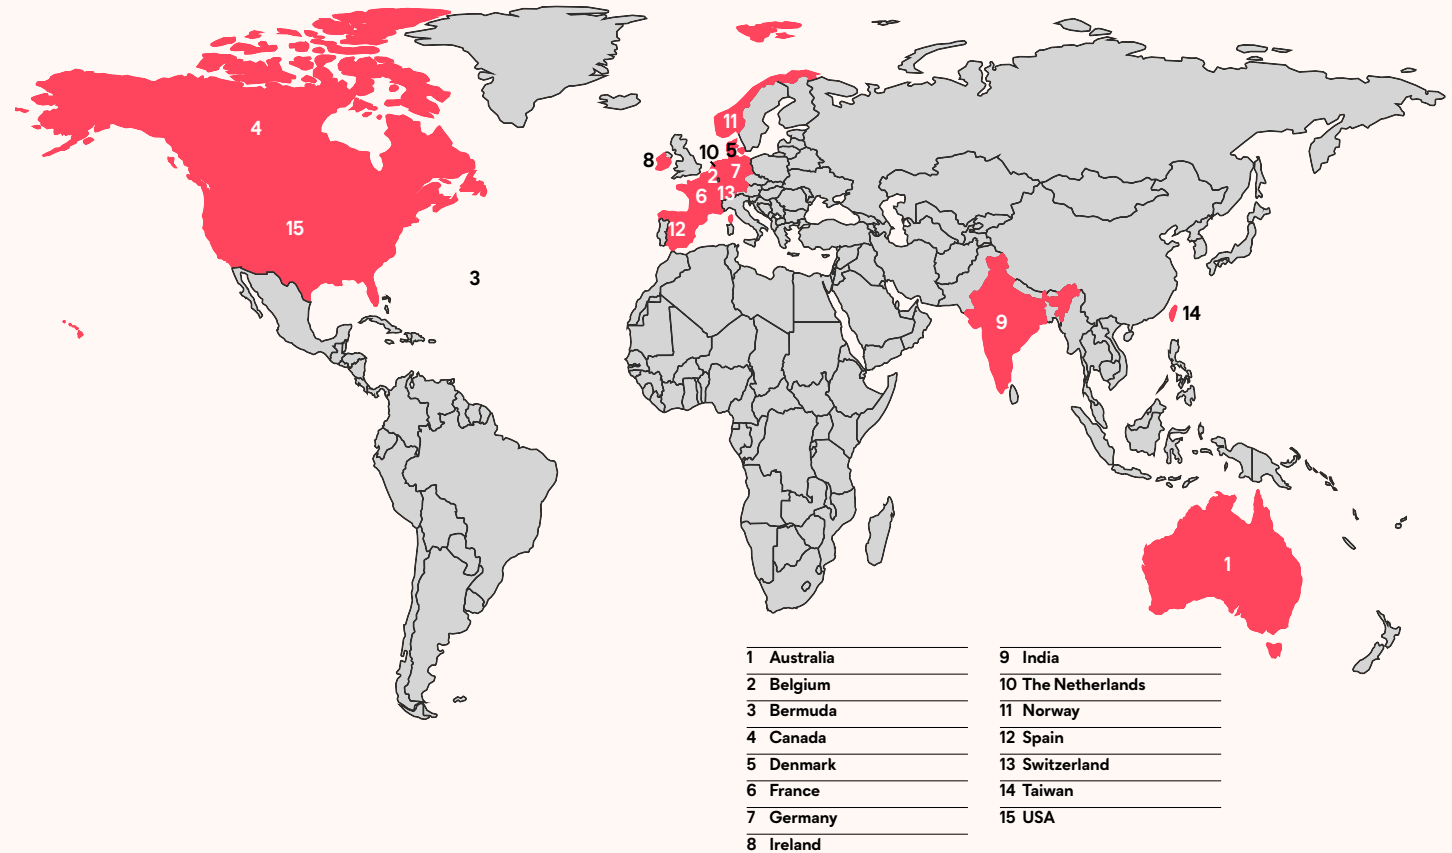 4
11
10
5
8
2
7
13
6
15
12
3
14
9
1
1 Australia
2 Belgium
3 Bermuda
4 Canada
5 Denmark
6 France
7 Germany
8 Ireland
9 India
10 The Netherlands
11 Norway
12 Spain
13 Switzerland
14 Taiwan
15 USA